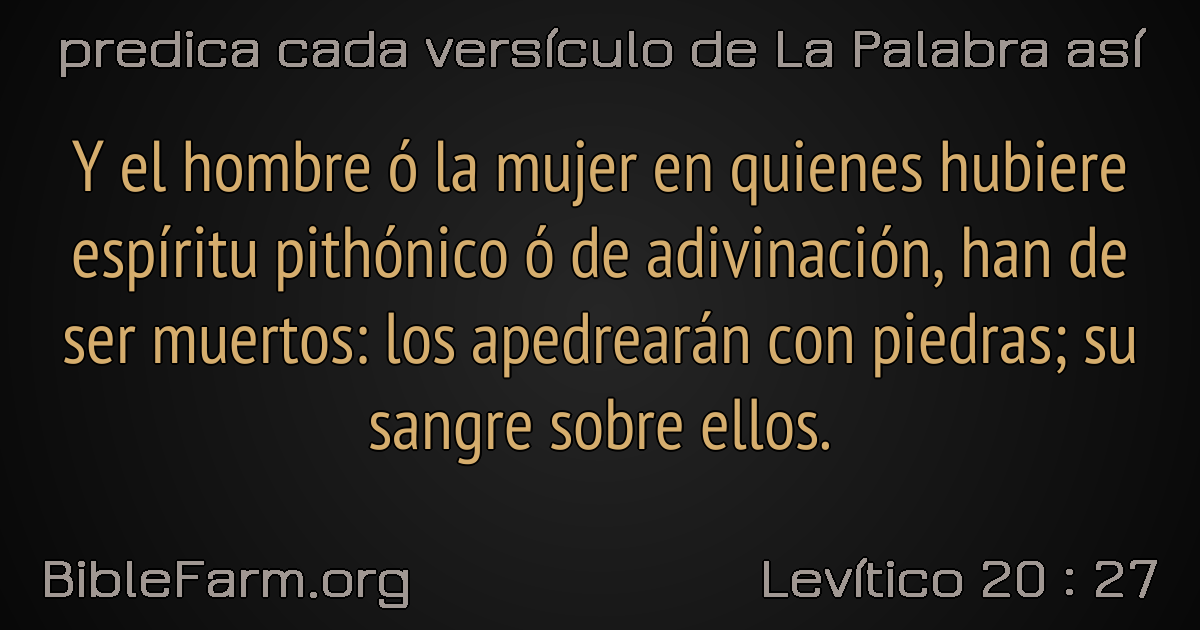 predica cada versículo de La Palabra así
Y el hombre ó la mujer en quienes hubiere
espíritu pithónico ó de adivinación, han de
ser muertos: los apedrearán con piedras; su
sangre sobre ellos.
BibleFarm.org
Levítico 20 : 27